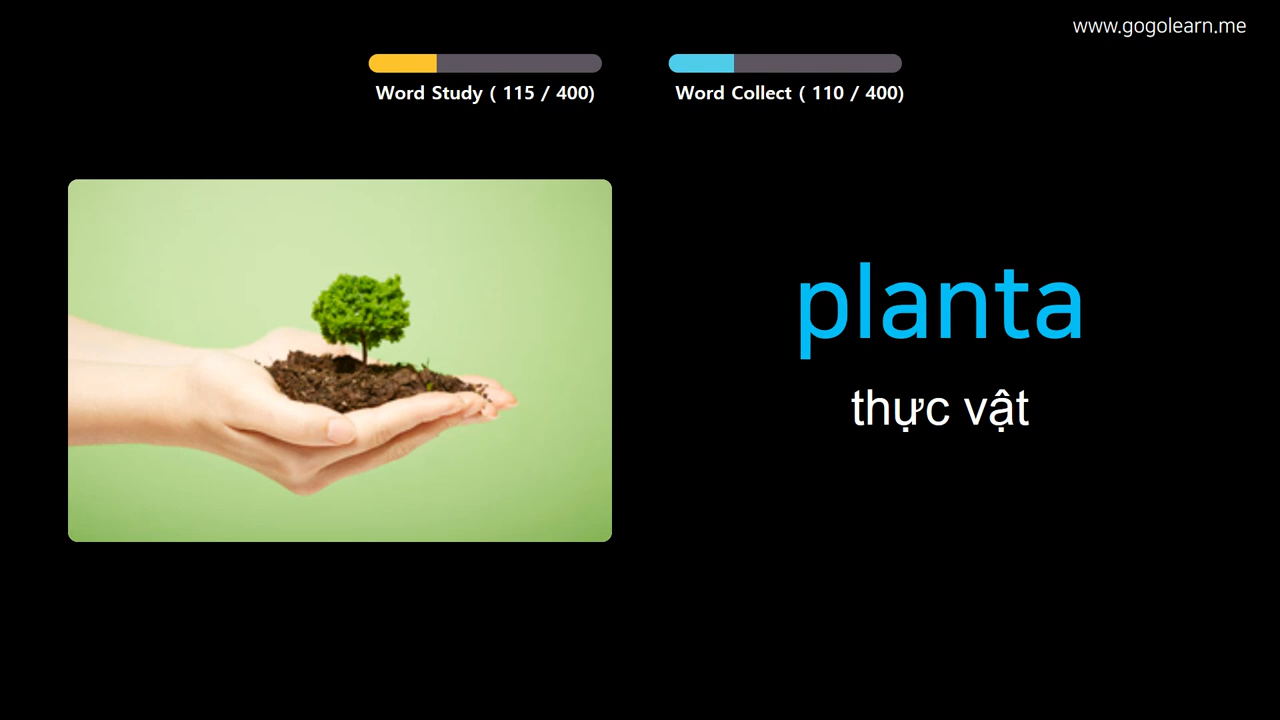 www.gogolearn.me
Word Study ( 115 / 400)
Word Collect ( 110 / 400)
planta
thực vật